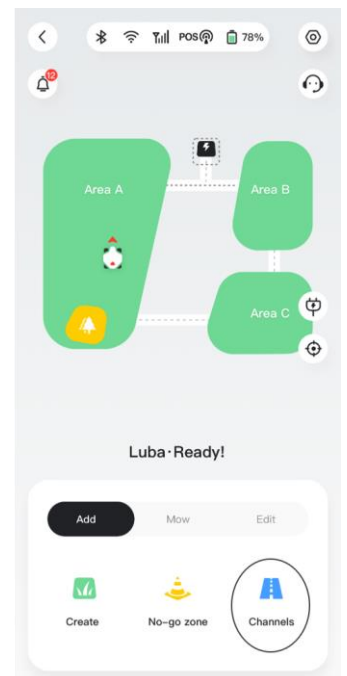 POS 78%
12
Area A
Area B
Area C
Luba·Ready!
Add Mow Edit
Create No-go zone Channels